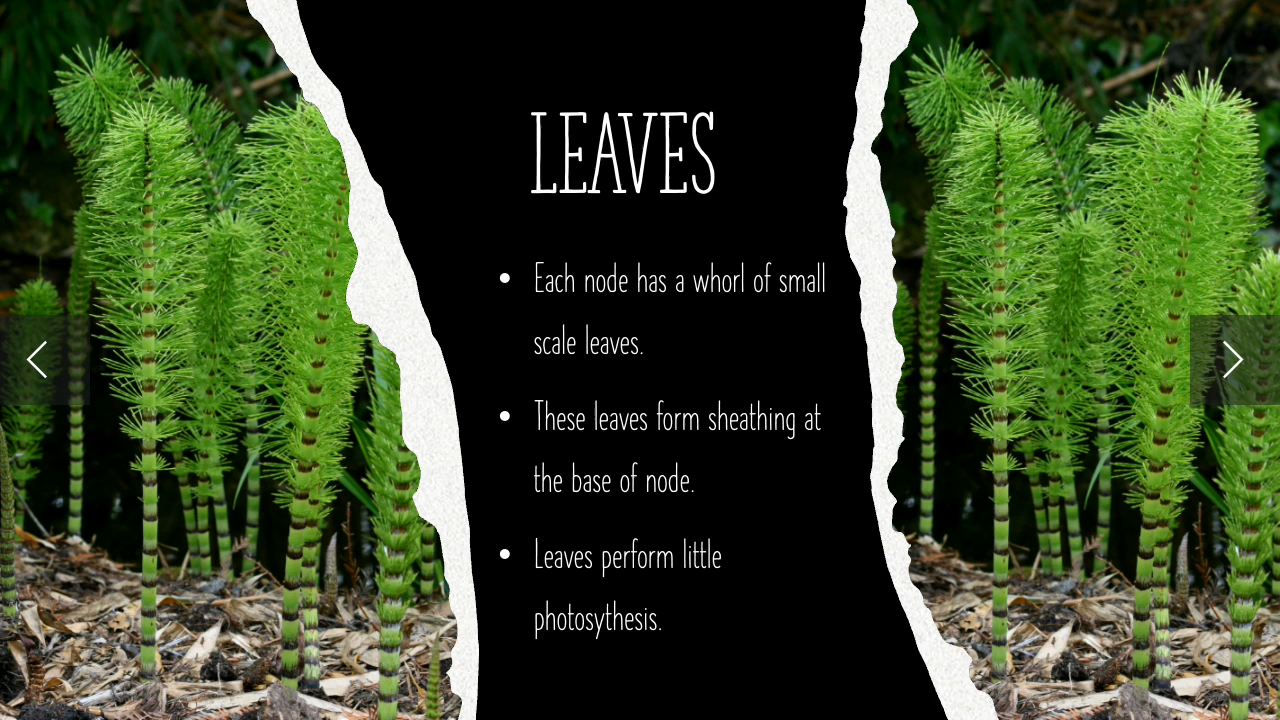 LEAVES
• Each node has a whorl of small
scale leaves.
• These leaves form sheathing at
the base of node.
• Leaves perform little
photosythesis.